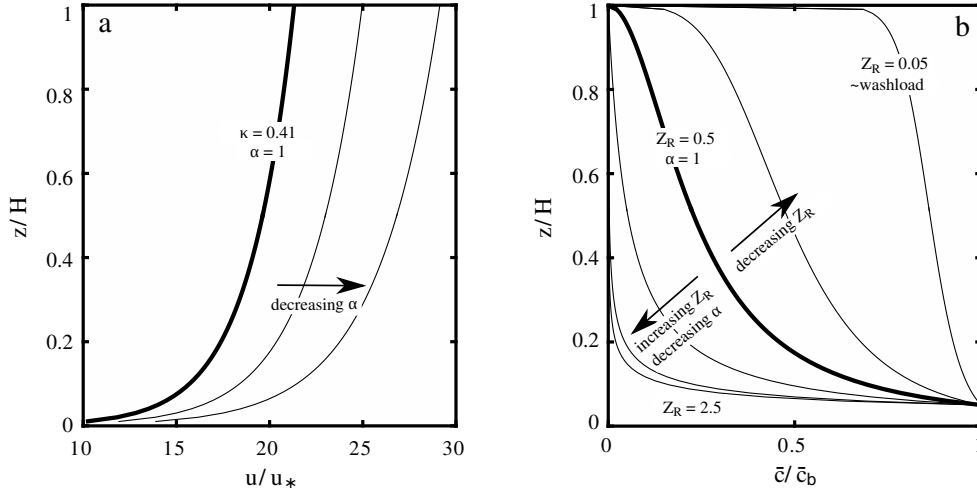 a
1
0.8
0.6
0.4
0.2
0
z/H
κ = 0.41
α = 1
decreasing α
10
15
20
25
30
u/u*
b
1
0.8
0.6
0.4
0.2
0
z/H
Z_R = 0.05
~washload
Z_R = 0.5
α = 1
decreasing Z_R
increasing Z_R
decreasing α
Z_R = 2.5
0
0.5
1
c̄/c̄_b